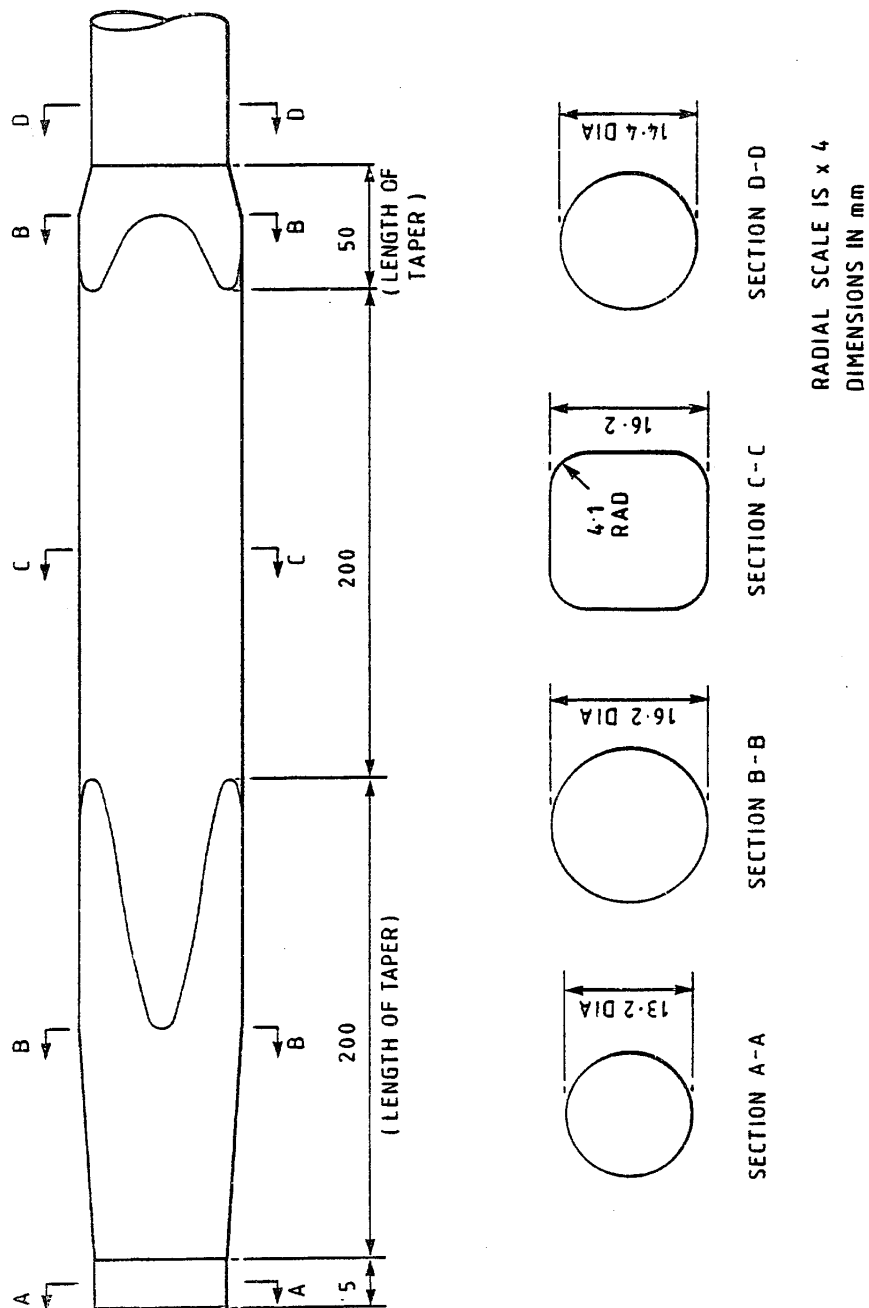 A
B
C
B
D
A
B
C
B
D
5
200
(LENGTH OF TAPER)
200
50
(LENGTH OF
TAPER)
13·2 DIA
SECTION A-A
16·2 DIA
SECTION B-B
4·1
RAD
16·2
SECTION C-C
14·4 DIA
SECTION D-D
RADIAL SCALE IS x 4
DIMENSIONS IN mm